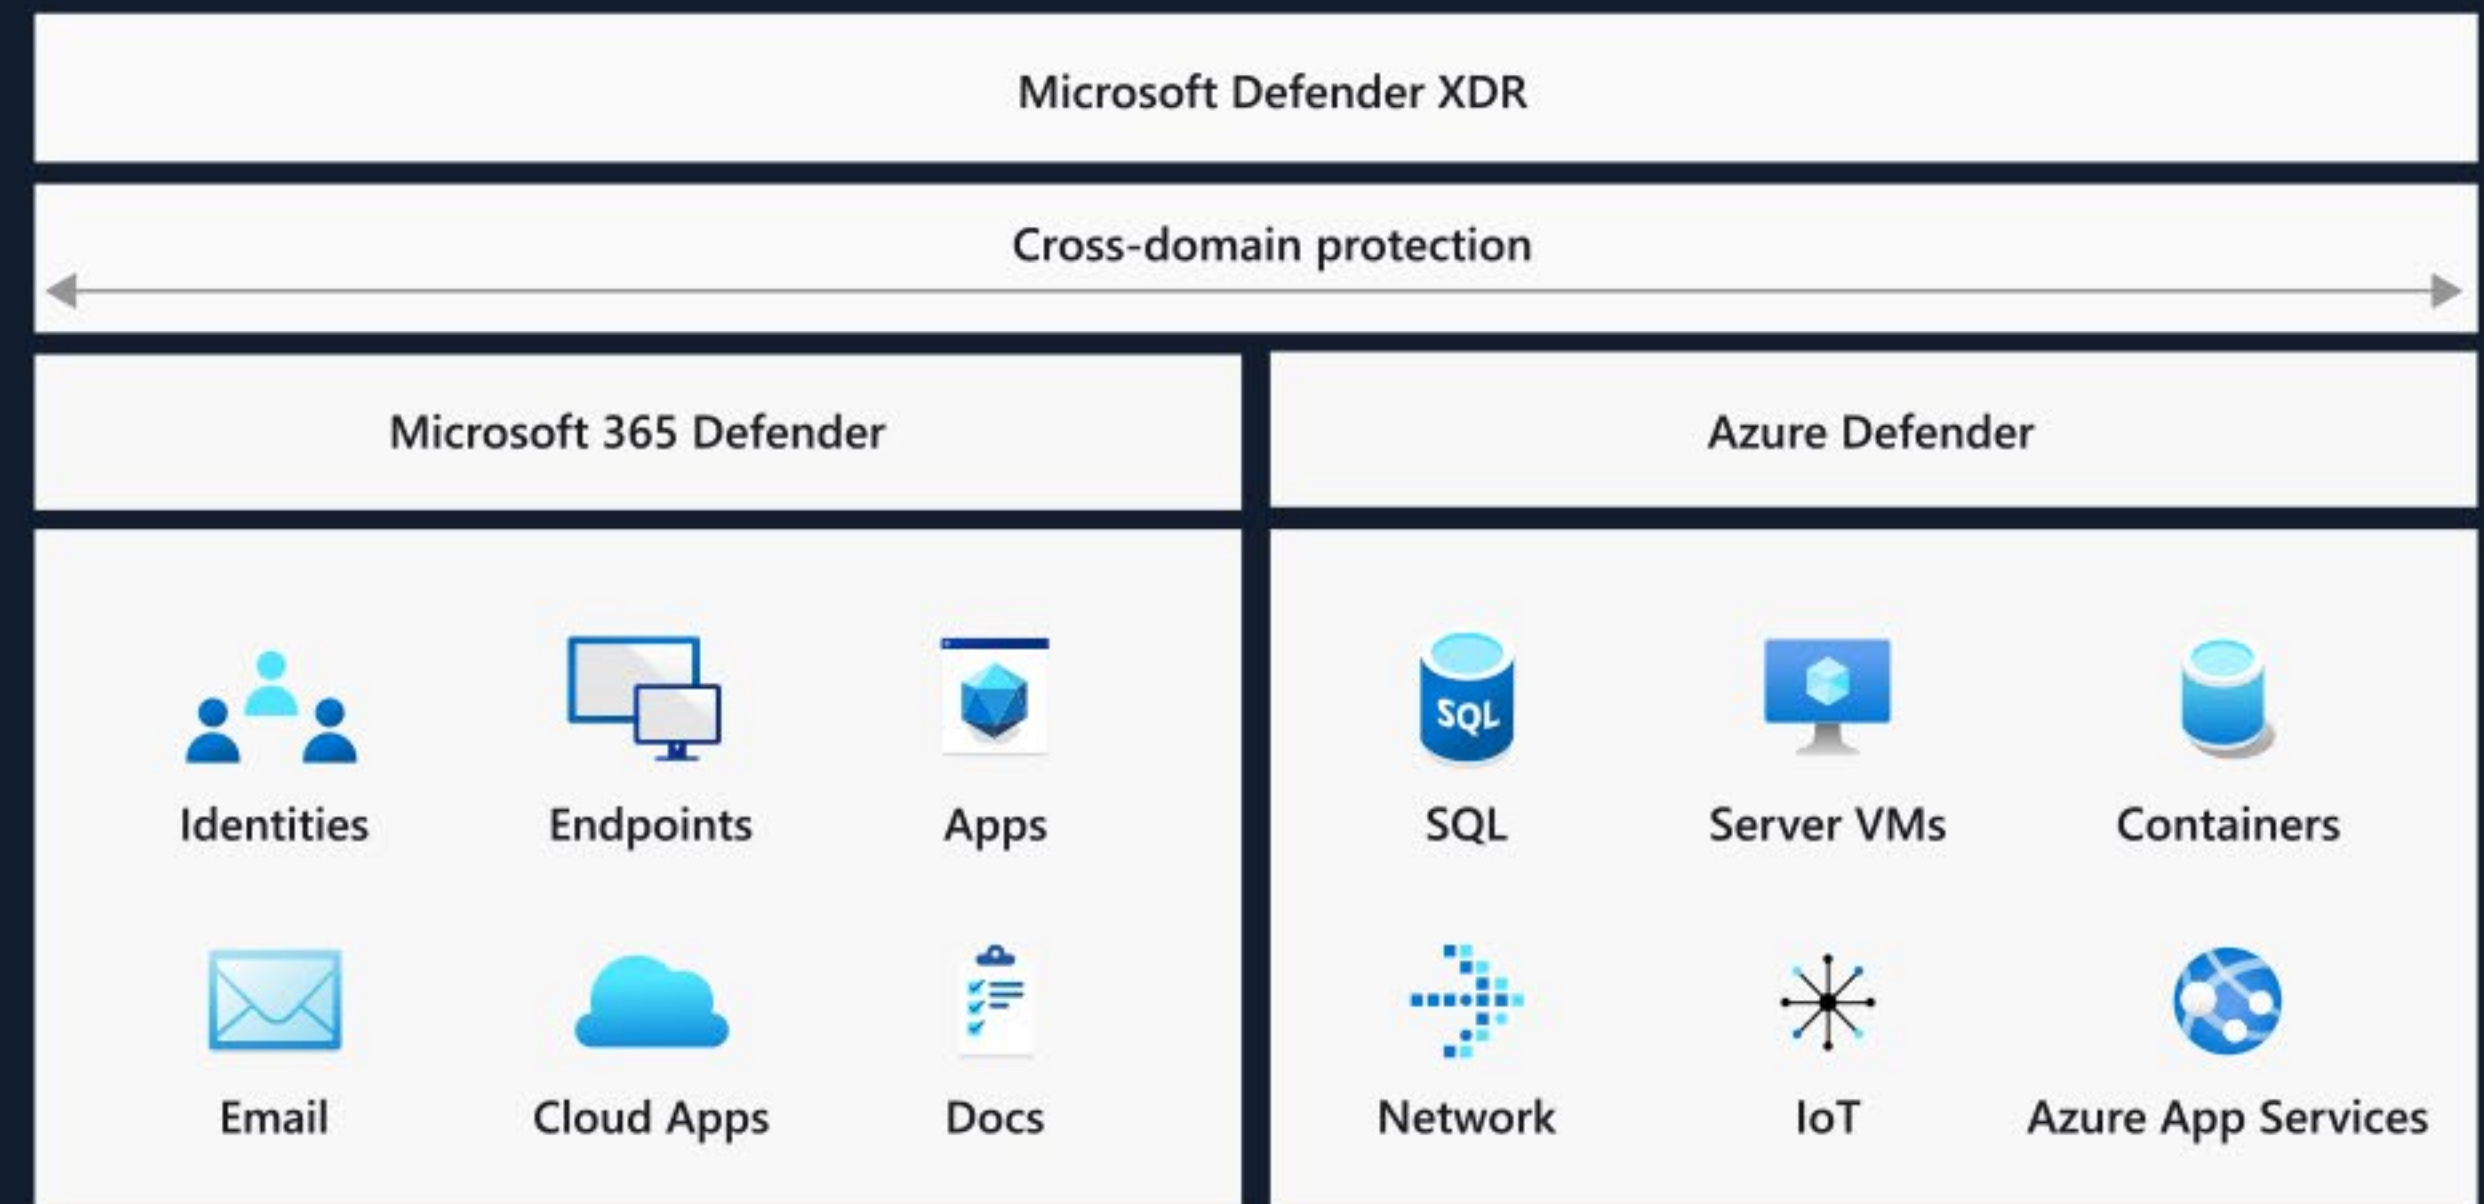 Microsoft Defender XDR
Cross-domain protection
Microsoft 365 Defender
Azure Defender
Identities
Endpoints
Apps
Email
Cloud Apps
Docs
SQL
SQL
Server VMs
Containers
Network
IoT
Azure App Services